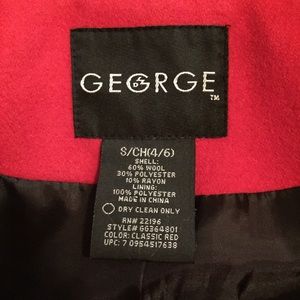 GEORGE
TM
S/CH(4/6)
SHELL:
60% WOOL
30% POLYESTER
10% RAYON
LINING:
100% POLYESTER
MADE IN CHINA
DRY CLEAN ONLY
RN# 22196
STYLE# GG364801
COLOR: CLASSIC RED
UPC: 7 0954517638